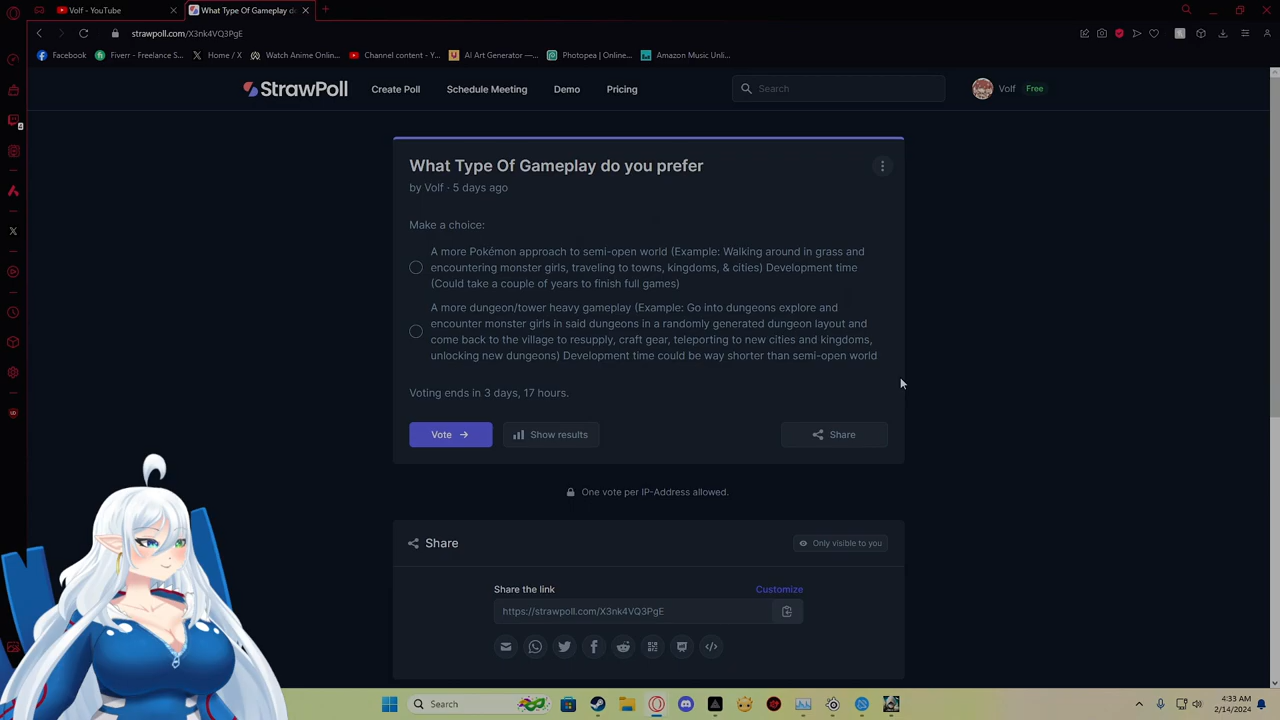 Volf - YouTube
What Type Of Gameplay do
strawpoll.com/X3nk4VQ3PgE
Facebook
Fiverr - Freelance S...
Home / X
Watch Anime Onlin...
Channel content - Y...
AI Art Generator —...
Photopea | Online...
Amazon Music Unli...
StrawPoll
Create Poll
Schedule Meeting
Demo
Pricing
Search
Volf
Free
What Type Of Gameplay do you prefer
by Volf · 5 days ago
Make a choice:
A more Pokémon approach to semi-open world (Example: Walking around in grass and
encountering monster girls, traveling to towns, kingdoms, & cities) Development time
(Could take a couple of years to finish full games)
A more dungeon/tower heavy gameplay (Example: Go into dungeons explore and
encounter monster girls in said dungeons in a randomly generated dungeon layout and
come back to the village to resupply, craft gear, teleporting to new cities and kingdoms,
unlocking new dungeons) Development time could be way shorter than semi-open world
Voting ends in 3 days, 17 hours.
Vote →
Show results
Share
One vote per IP-Address allowed.
Share
Only visible to you
Share the link
Customize
https://strawpoll.com/X3nk4VQ3PgE
Search
4:33 AM
2/14/2024